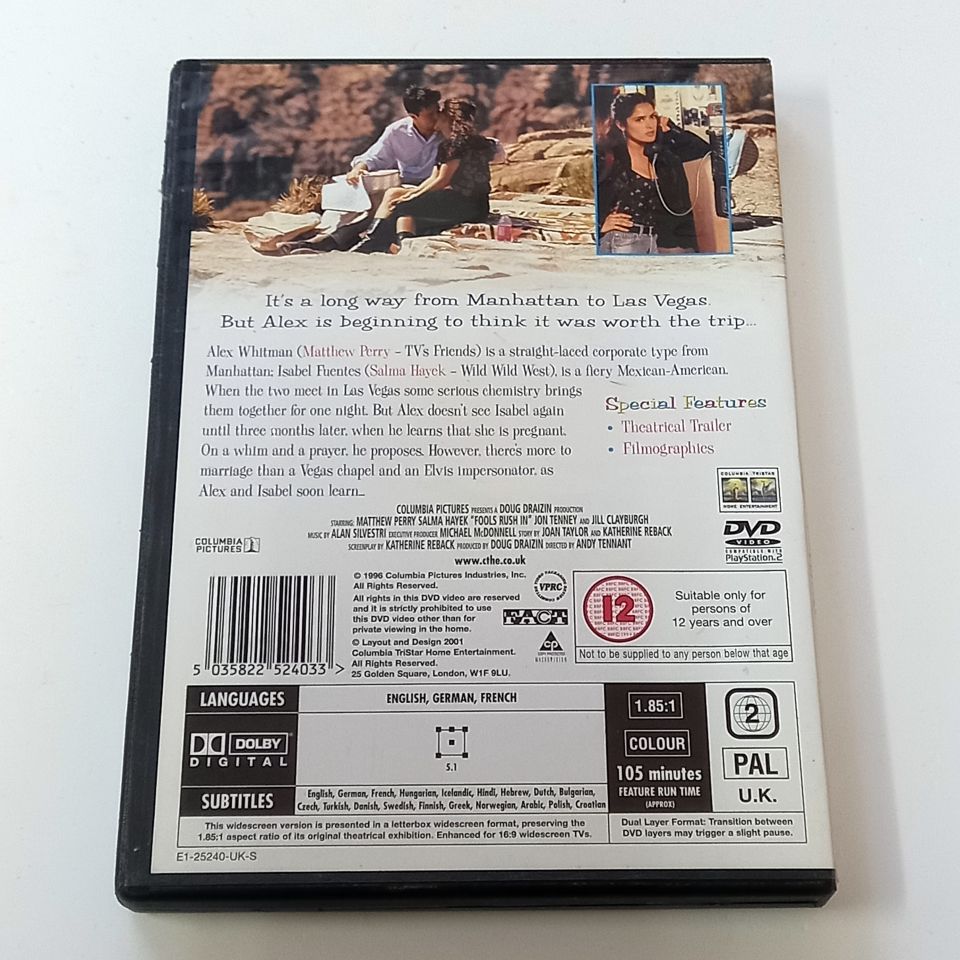 It's a long way from Manhattan to Las Vegas.
But Alex is beginning to think it was worth the trip...
Alex Whitman (Matthew Perry – TV's Friends) is a straight-laced corporate type from
Manhattan; Isabel Fuentes (Salma Hayek – Wild Wild West), is a fiery Mexican-American.
When the two meet in Las Vegas some serious chemistry brings
them together for one night. But Alex doesn't see Isabel again
until three months later, when he learns that she is pregnant.
On a whim and a prayer, he proposes. However, there's more to
marriage than a Vegas chapel and an Elvis impersonator, as
Alex and Isabel soon learn...
Special Features
• Theatrical Trailer
• Filmographies
COLUMBIA TRISTAR
HOME ENTERTAINMENT
DVD
VIDEO
COMPATIBLE WITH
PlayStation.2
COLUMBIA
PICTURES
COLUMBIA PICTURES PRESENTS A DOUG DRAIZIN PRODUCTION
STARRING: MATTHEW PERRY SALMA HAYEK "FOOLS RUSH IN" JON TENNEY AND JILL CLAYBURGH
MUSIC BY ALAN SILVESTRI EXECUTIVE PRODUCER MICHAEL McDONNELL STORY BY JOAN TAYLOR AND KATHERINE REBACK
SCREENPLAY BY KATHERINE REBACK PRODUCED BY DOUG DRAIZIN DIRECTED BY ANDY TENNANT
www.cthe.co.uk
5 035822 524033 >
© 1996 Columbia Pictures Industries, Inc.
All Rights Reserved.
All rights in this DVD video are reserved
and it is strictly prohibited to use
this DVD video other than for
private viewing in the home.
© Layout and Design 2001
Columbia TriStar Home Entertainment.
All Rights Reserved.
25 Golden Square, London, W1F 9LU.
VPRC
FACT
CP
COPY PROTECTED
MACROVISION
12
Suitable only for
persons of
12 years and over
Not to be supplied to any person below that age
LANGUAGES
ENGLISH, GERMAN, FRENCH
DOLBY
DIGITAL
5.1
SUBTITLES
English, German, French, Hungarian, Icelandic, Hindi, Hebrew, Dutch, Bulgarian,
Czech, Turkish, Danish, Swedish, Finnish, Greek, Norwegian, Arabic, Polish, Croatian
1.85:1
COLOUR
105 minutes
FEATURE RUN TIME
(APPROX)
2
PAL
U.K.
This widescreen version is presented in a letterbox widescreen format, preserving the
1.85:1 aspect ratio of its original theatrical exhibition. Enhanced for 16:9 widescreen TVs.
Dual Layer Format: Transition between
DVD layers may trigger a slight pause.
E1-25240-UK-S